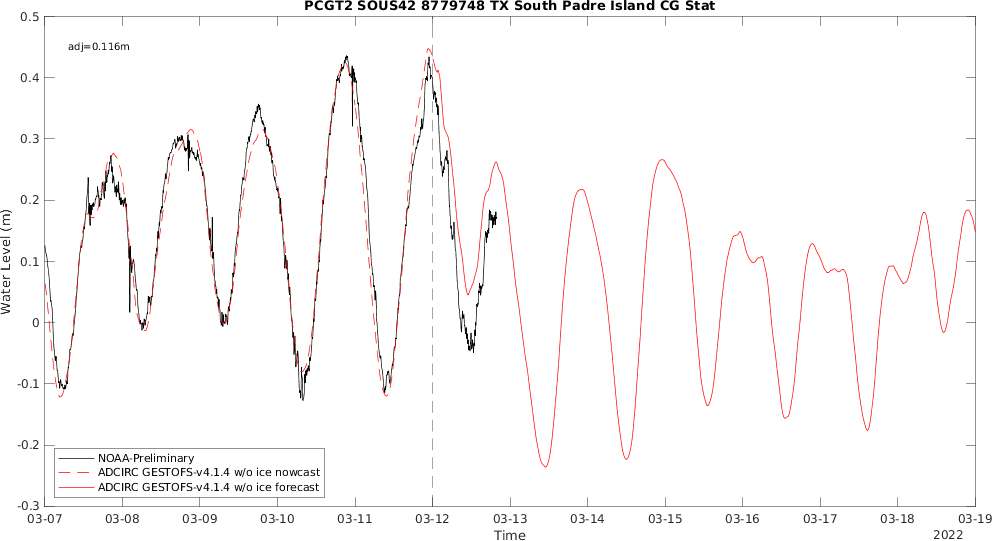 PCGT2 SOUS42 8779748 TX South Padre Island CG Stat
0.5
adj=0.116m
0.4
0.3
0.2
0.1
0
-0.1
-0.2
-0.3
Water Level (m)
NOAA-Preliminary
ADCIRC GESTOFS-v4.1.4 w/o ice nowcast
ADCIRC GESTOFS-v4.1.4 w/o ice forecast
03-07 03-08 03-09 03-10 03-11 03-12 03-13 03-14 03-15 03-16 03-17 03-18 03-19
Time
2022